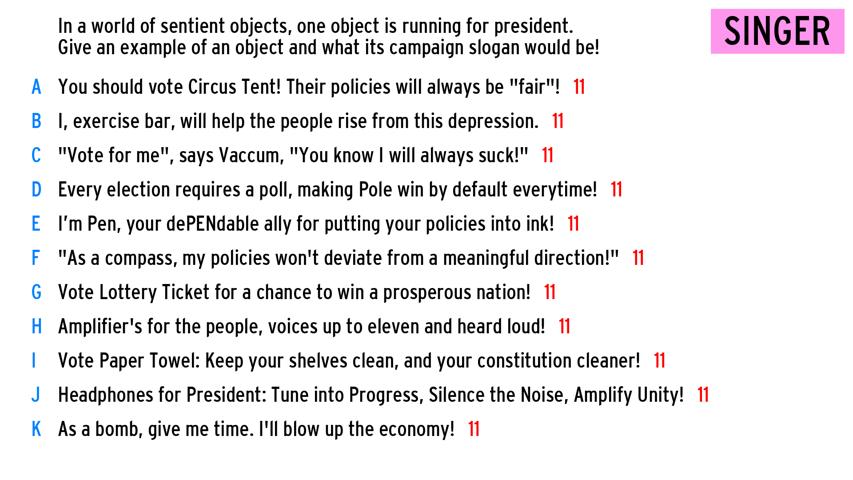 In a world of sentient objects, one object is running for president.
Give an example of an object and what its campaign slogan would be!
SINGER
A You should vote Circus Tent! Their policies will always be "fair"! 11
B I, exercise bar, will help the people rise from this depression. 11
C "Vote for me", says Vaccum, "You know I will always suck!" 11
D Every election requires a poll, making Pole win by default everytime! 11
E I'm Pen, your dePENdable ally for putting your policies into ink! 11
F "As a compass, my policies won't deviate from a meaningful direction!" 11
G Vote Lottery Ticket for a chance to win a prosperous nation! 11
H Amplifier's for the people, voices up to eleven and heard loud! 11
I Vote Paper Towel: Keep your shelves clean, and your constitution cleaner! 11
J Headphones for President: Tune into Progress, Silence the Noise, Amplify Unity! 11
K As a bomb, give me time. I'll blow up the economy! 11